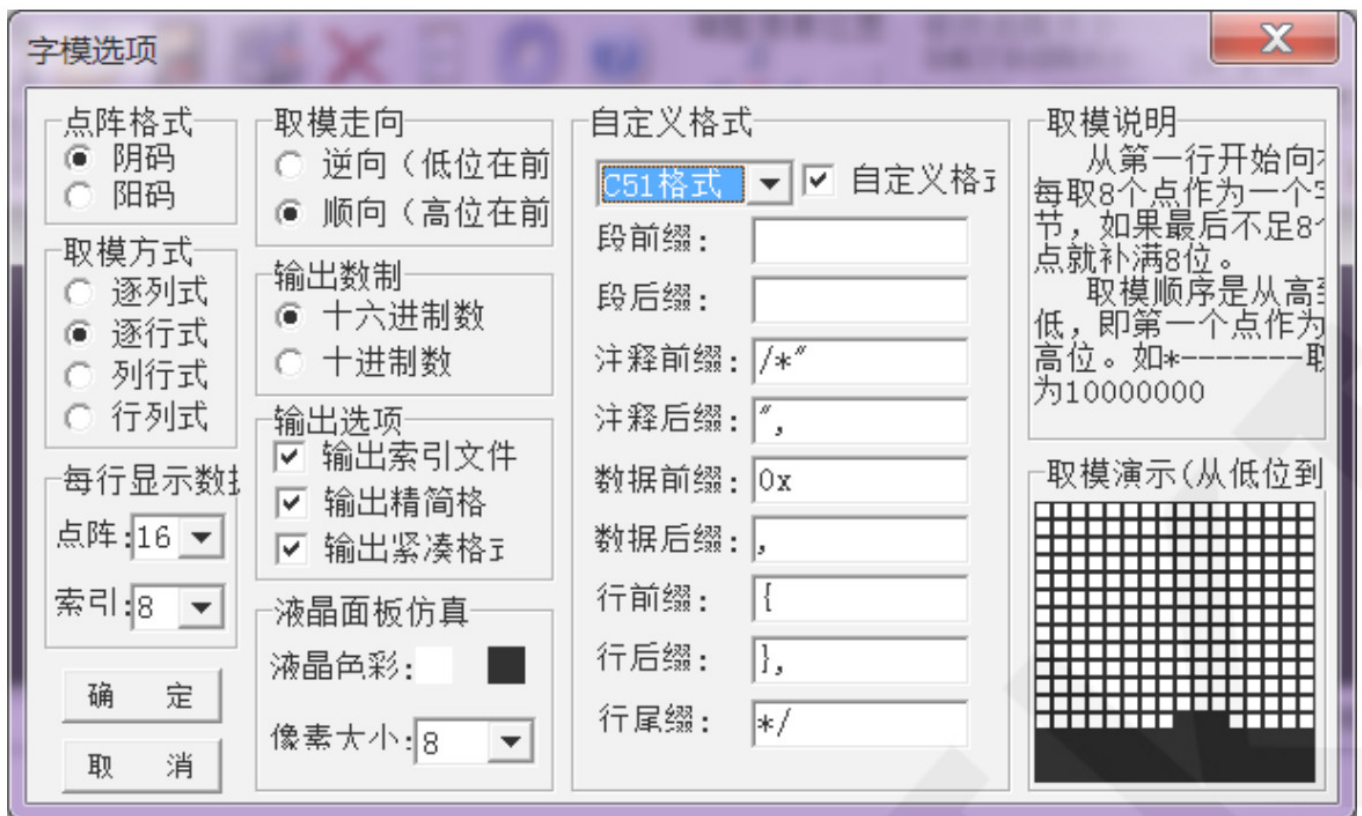 字模选项
点阵格式
阴码
阳码
取模方式
逐列式
逐行式
列行式
行列式
每行显示数
点阵:16
索引:8
确 定
取 消
取模走向
逆向（低位在前
顺向（高位在前
输出数制
十六进制数
十进制数
输出选项
输出索引文件
输出精简格
输出紧凑格
液晶面板仿真
液晶色彩:
像素大小:8
自定义格式
C51格式
自定义格
段前缀:
段后缀:
注释前缀: /*"
注释后缀: ",
数据前缀: 0x
数据后缀: ,
行前缀: {
行后缀: },
行尾缀: */
取模说明
从第一行开始向
每取8个点作为一个
节，如果最后不足8
点就补满8位。
取模顺序是从高
低，即第一个点作为
高位。如*-------取
为10000000
取模演示(从低位到